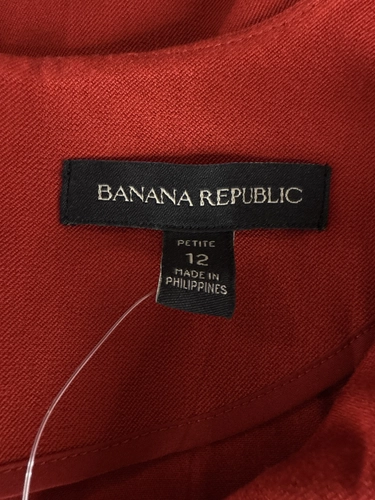 BANANA REPUBLIC
PETITE
12
MADE IN
PHILIPPINES